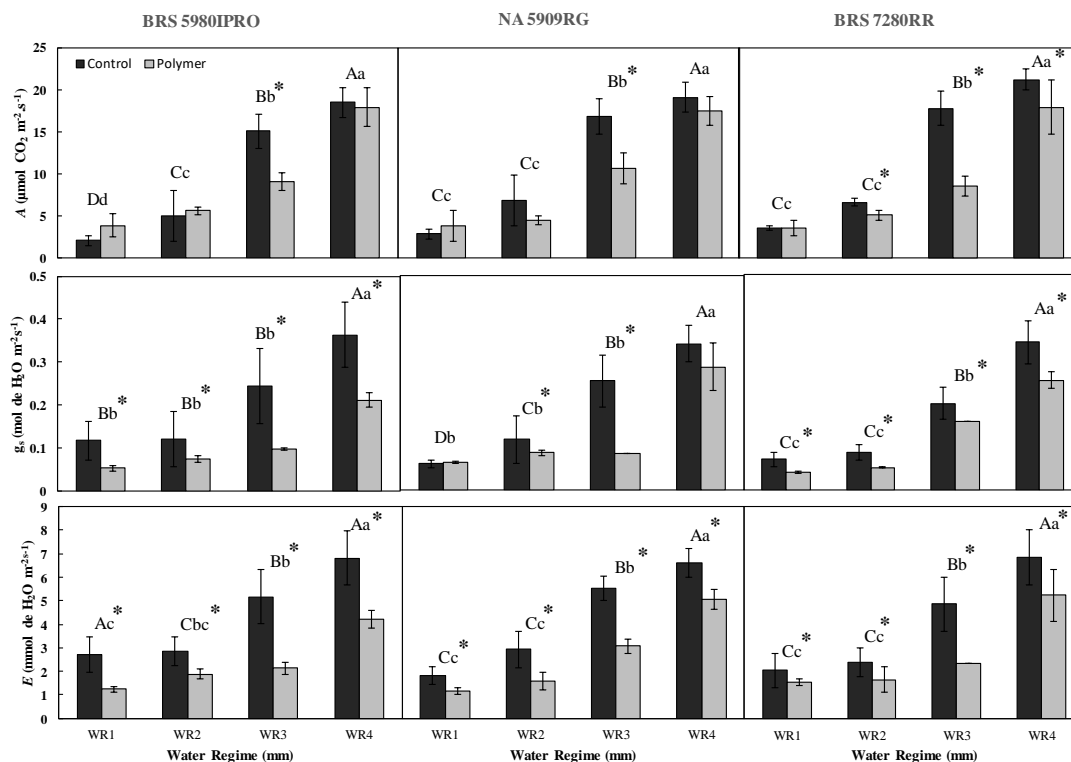 BRS 5980IPRO
NA 5909RG
BRS 7280RR
Control
Polymer
A (µmol CO₂ m⁻².s⁻¹)
25
20
15
10
5
0
Dd
Cc
Bb*
Aa
Cc
Cc
Bb*
Aa
Cc
Cc*
Bb*
Aa*
gₛ (mol de H₂O m⁻²s⁻¹)
0.5
0.4
0.3
0.2
0.1
0
Bb*
Bb*
Bb*
Aa*
Db
Cb*
Bb*
Aa
Cc*
Cc*
Bb*
Aa*
E (mmol de H₂O m⁻²s⁻¹)
9
8
7
6
5
4
3
2
1
0
Ac*
Cbc*
Bb*
Aa*
Cc*
Cc*
Bb*
Aa*
Cc*
Cc*
Bb*
Aa*
WR1 WR2 WR3 WR4
WR1 WR2 WR3 WR4
WR1 WR2 WR3 WR4
Water Regime (mm)
Water Regime (mm)
Water Regime (mm)